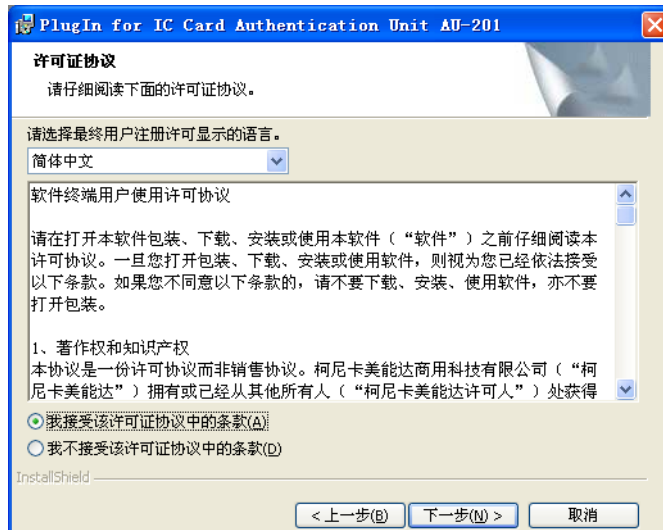 PlugIn for IC Card Authentication Unit AU-201
许可证协议
请仔细阅读下面的许可证协议。
请选择最终用户注册许可显示的语言。
简体中文
软件终端用户使用许可协议
请在打开本软件包装、下载、安装或使用本软件（“软件”）之前仔细阅读本
许可协议。一旦您打开包装、下载、安装或使用软件，则视为您已经依法接受
以下条款。如果您不同意以下条款的，请不要下载、安装、使用软件，亦不要
打开包装。
1、著作权和知识产权
本协议是一份许可协议而非销售协议。柯尼卡美能达商用科技有限公司（“柯
尼卡美能达”）拥有或已经从其他所有人（“柯尼卡美能达许可人”）处获得
我接受该许可证协议中的条款(A)
我不接受该许可证协议中的条款(D)
InstallShield
< 上一步(B) 下一步(N) > 取消